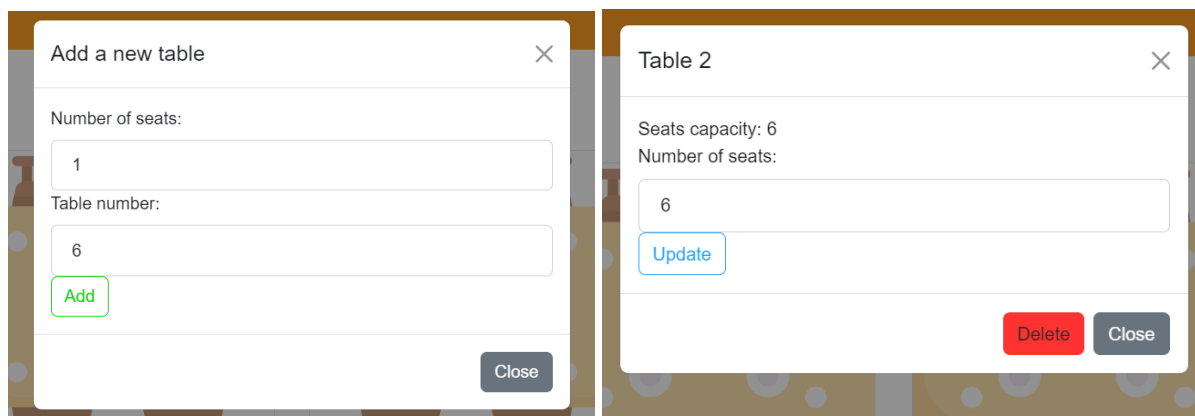 Add a new table
Number of seats:
1
Table number:
6
Add
Close
Table 2
Seats capacity: 6
Number of seats:
6
Update
Delete Close